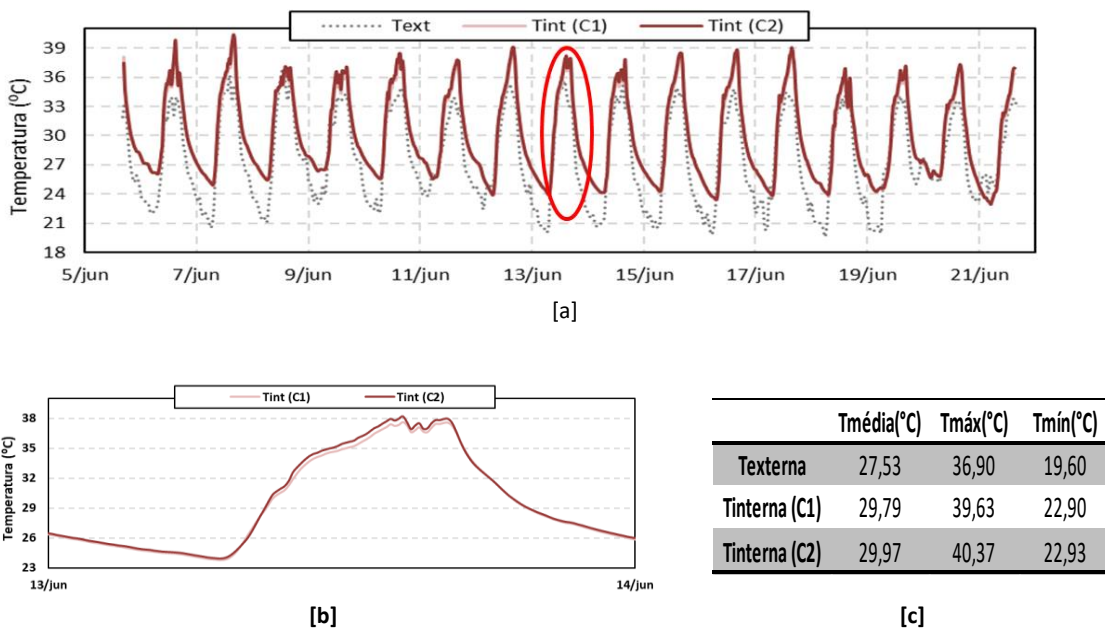 Text Tint (C1) Tint (C2)
Temperatura (⁰C)
39
36
33
30
27
24
21
18
5/jun 7/jun 9/jun 11/jun 13/jun 15/jun 17/jun 19/jun 21/jun
[a]
Tint (C1) Tint (C2)
Temperatura (⁰C)
38
35
32
29
26
23
13/jun 14/jun
[b]
Tmédia(°C) Tmáx(°C) Tmín(°C)
Texterna 27,53 36,90 19,60
Tinterna (C1) 29,79 39,63 22,90
Tinterna (C2) 29,97 40,37 22,93
[c]